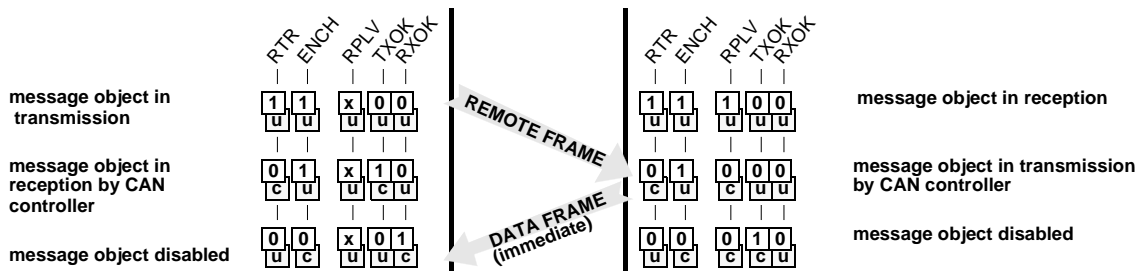 RTR ENCH RPLV TXOK RXOK RTR ENCH RPLV TXOK RXOK
message object in
transmission
1 1 x 0 0
u u u u u
REMOTE FRAME
1 1 1 0 0
u u u u u
message object in reception
message object in
reception by CAN
controller
0 1 x 1 0
c u u c u
0 1 0 0 0
c u c u u
message object in transmission
by CAN controller
DATA FRAME
(immediate)
message object disabled
0 0 x 0 1
u c u u c
0 0 0 1 0
u c c c u
message object disabled